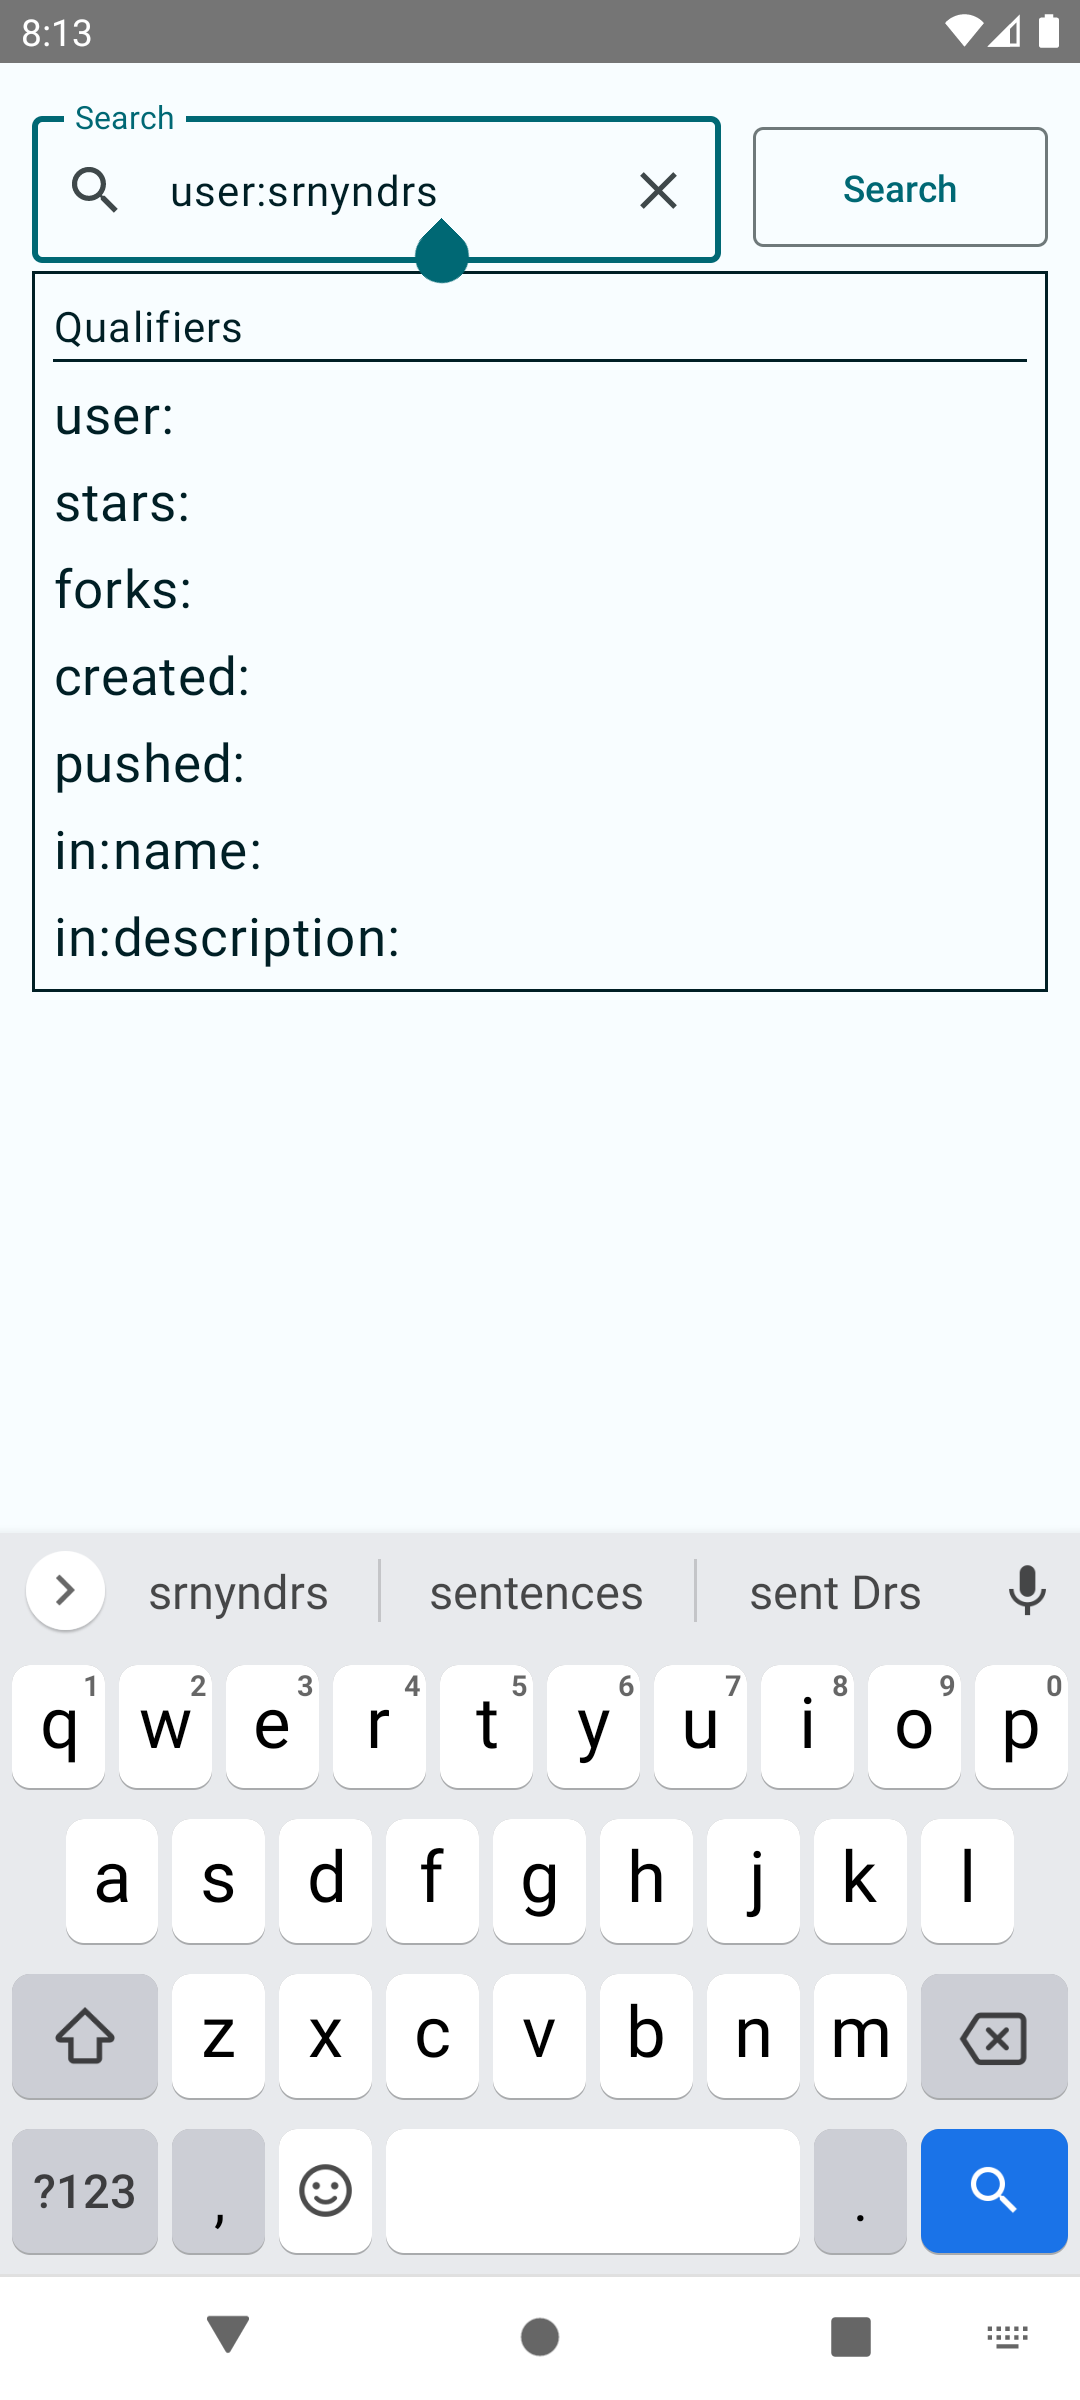 8:13
Search
user:srnyndrs
Search
Qualifiers
user:
stars:
forks:
created:
pushed:
in:name:
in:description:
srnyndrs sentences sent Drs
1 2 3 4 5 6 7 8 9 0
q w e r t y u i o p
a s d f g h j k l
z x c v b n m
?123 , .